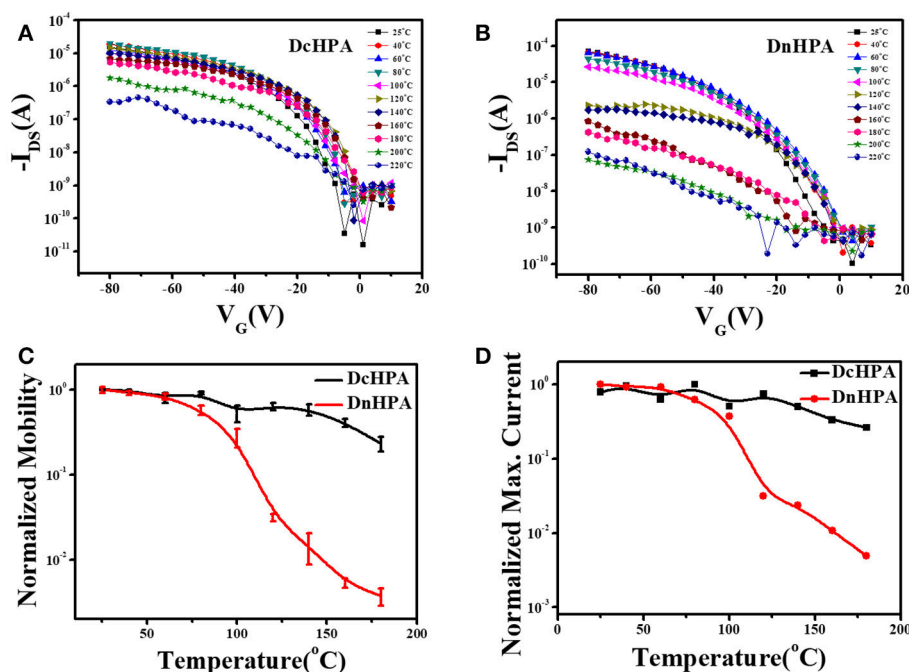 A
DcHPA
25°C
40°C
60°C
80°C
100°C
120°C
140°C
160°C
180°C
200°C
220°C
10⁻⁴
10⁻⁵
10⁻⁶
10⁻⁷
10⁻⁸
10⁻⁹
10⁻¹⁰
10⁻¹¹
-I_DS(A)
-80 -60 -40 -20 0 20
V_G(V)
B
DnHPA
25°C
40°C
60°C
80°C
100°C
120°C
140°C
160°C
180°C
200°C
220°C
10⁻⁴
10⁻⁵
10⁻⁶
10⁻⁷
10⁻⁸
10⁻⁹
10⁻¹⁰
-I_DS(A)
-80 -60 -40 -20 0 20
V_G(V)
C
DcHPA
DnHPA
10⁰
10⁻¹
10⁻²
Normalized Mobility
50 100 150 200
Temperature(°C)
D
DcHPA
DnHPA
10⁰
10⁻¹
10⁻²
10⁻³
Normalized Max. Current
0 50 100 150 200
Temperature(°C)